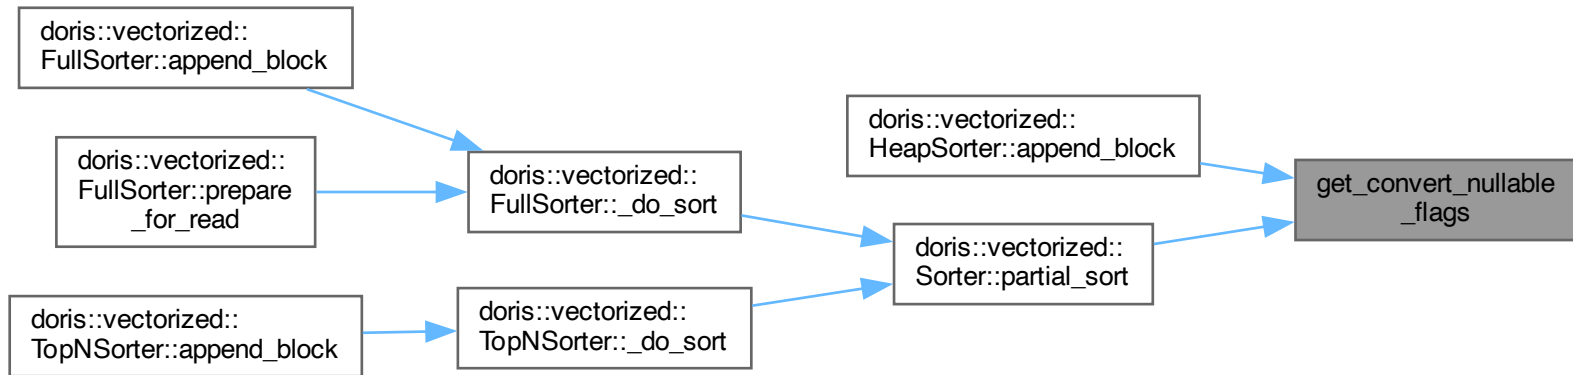 doris::vectorized::
FullSorter::append_block
doris::vectorized::
FullSorter::prepare
_for_read
doris::vectorized::
FullSorter::_do_sort
doris::vectorized::
HeapSorter::append_block
get_convert_nullable
_flags
doris::vectorized::
Sorter::partial_sort
doris::vectorized::
TopNSorter::append_block
doris::vectorized::
TopNSorter::_do_sort